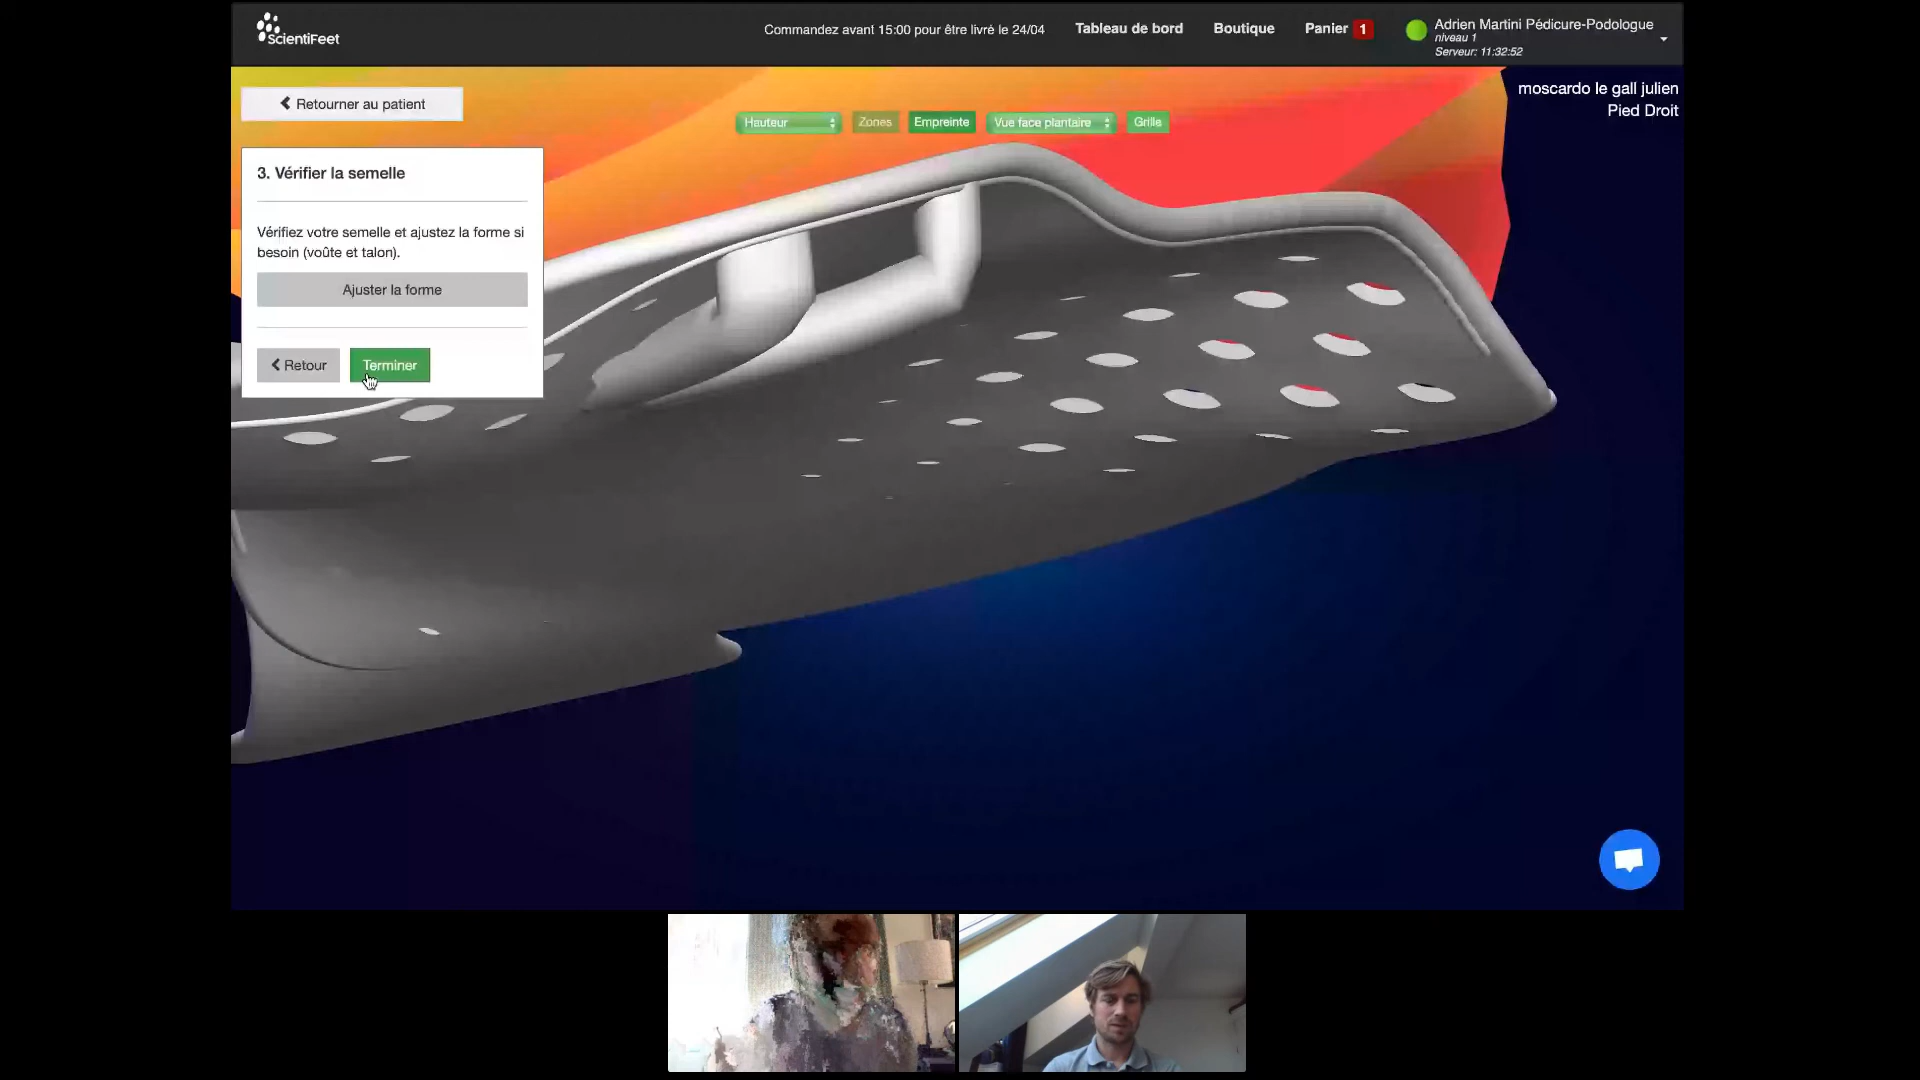 ScientiFeet
Commandez avant 15:00 pour être livré le 24/04
Tableau de bord
Boutique
Panier 1
Adrien Martini Pédicure-Podologue
niveau 1
Serveur: 11:32:52
Retourner au patient
Hauteur
Zones
Empreinte
Vue face plantaire
Grille
moscardo le gall julien
Pied Droit
3. Vérifier la semelle
Vérifiez votre semelle et ajustez la forme si
besoin (voûte et talon).
Ajuster la forme
Retour
Terminer